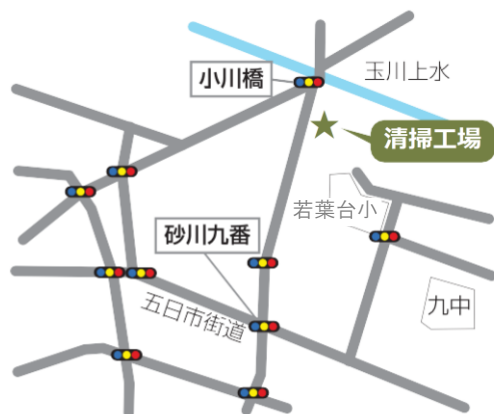 小川橋
玉川上水
清掃工場
若葉台小
砂川九番
九中
五日市街道